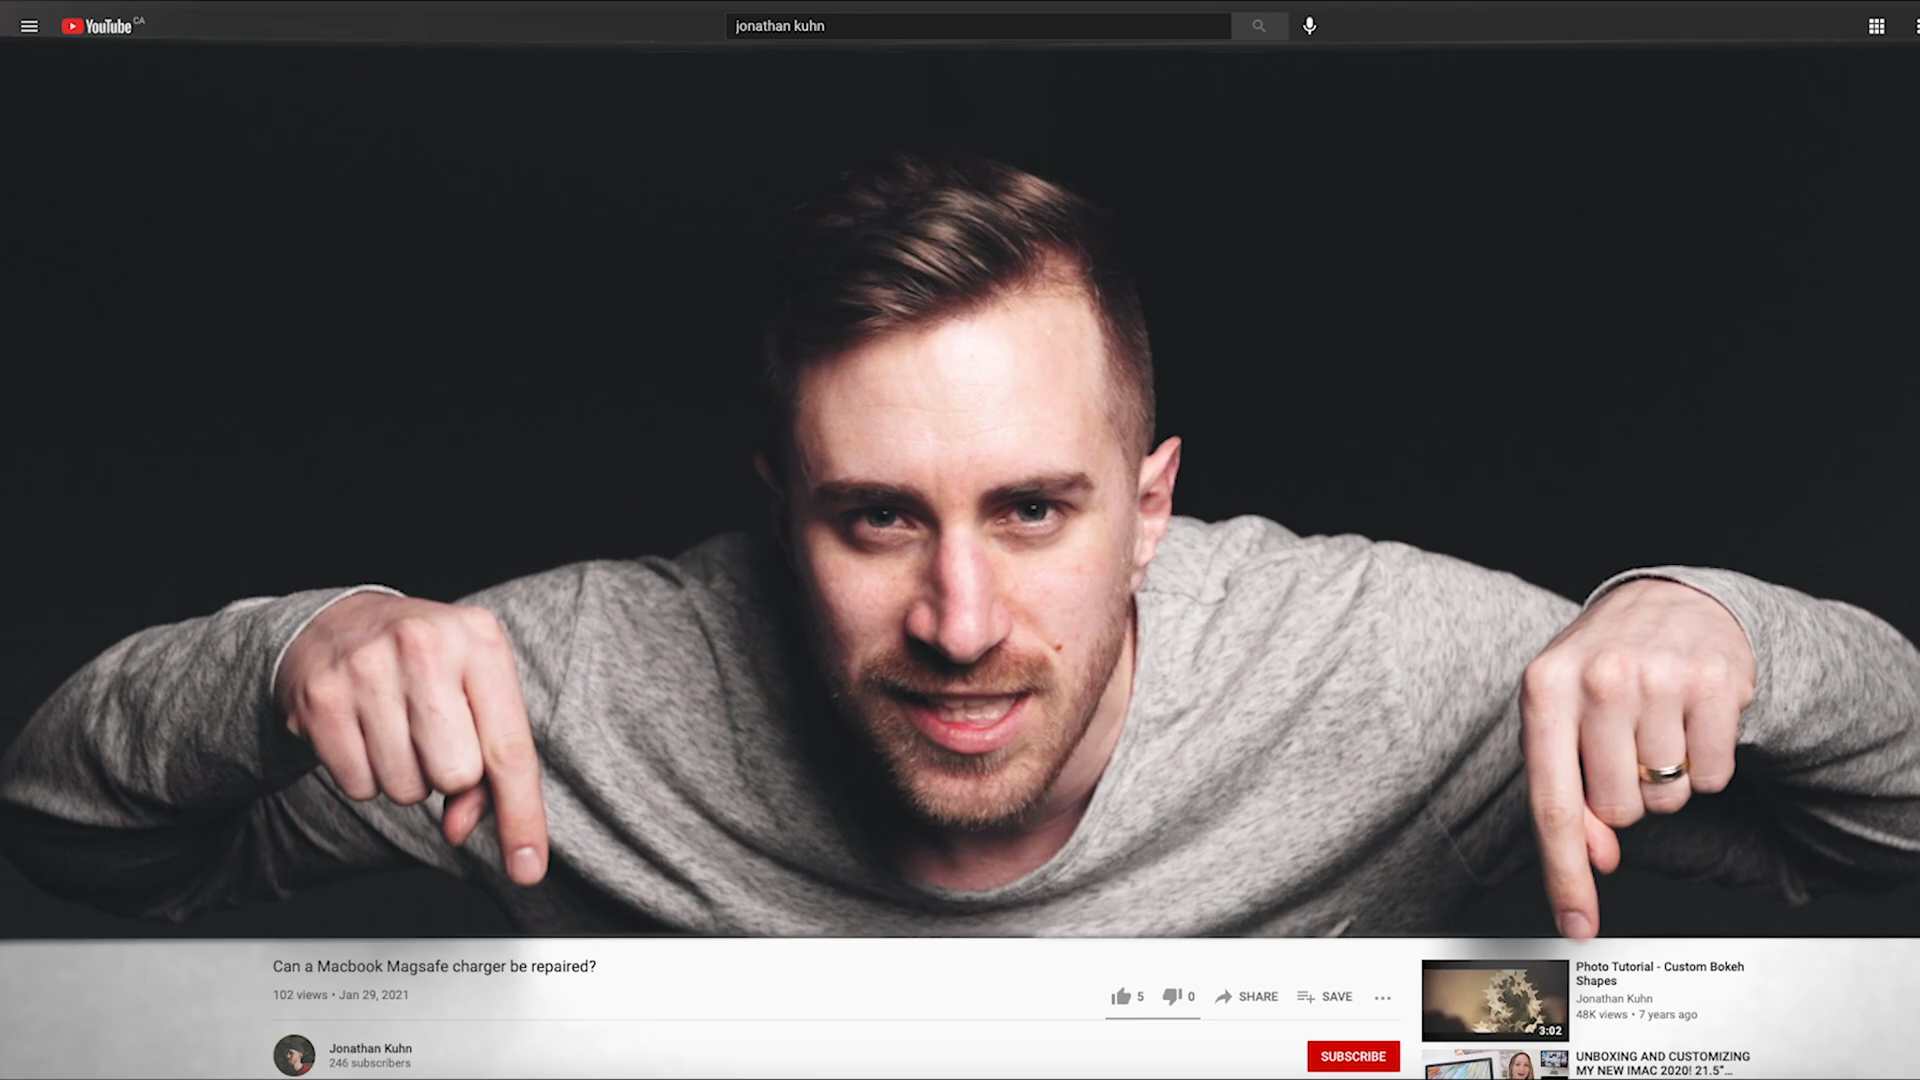 YouTube CA
jonathan kuhn
Can a Macbook Magsafe charger be repaired?
102 views • Jan 29, 2021
5
0
SHARE
SAVE
Jonathan Kuhn
246 subscribers
SUBSCRIBE
3:02
Photo Tutorial - Custom Bokeh
Shapes
Jonathan Kuhn
48K views • 7 years ago
UNBOXING AND CUSTOMIZING
MY NEW IMAC 2020! 21.5"...